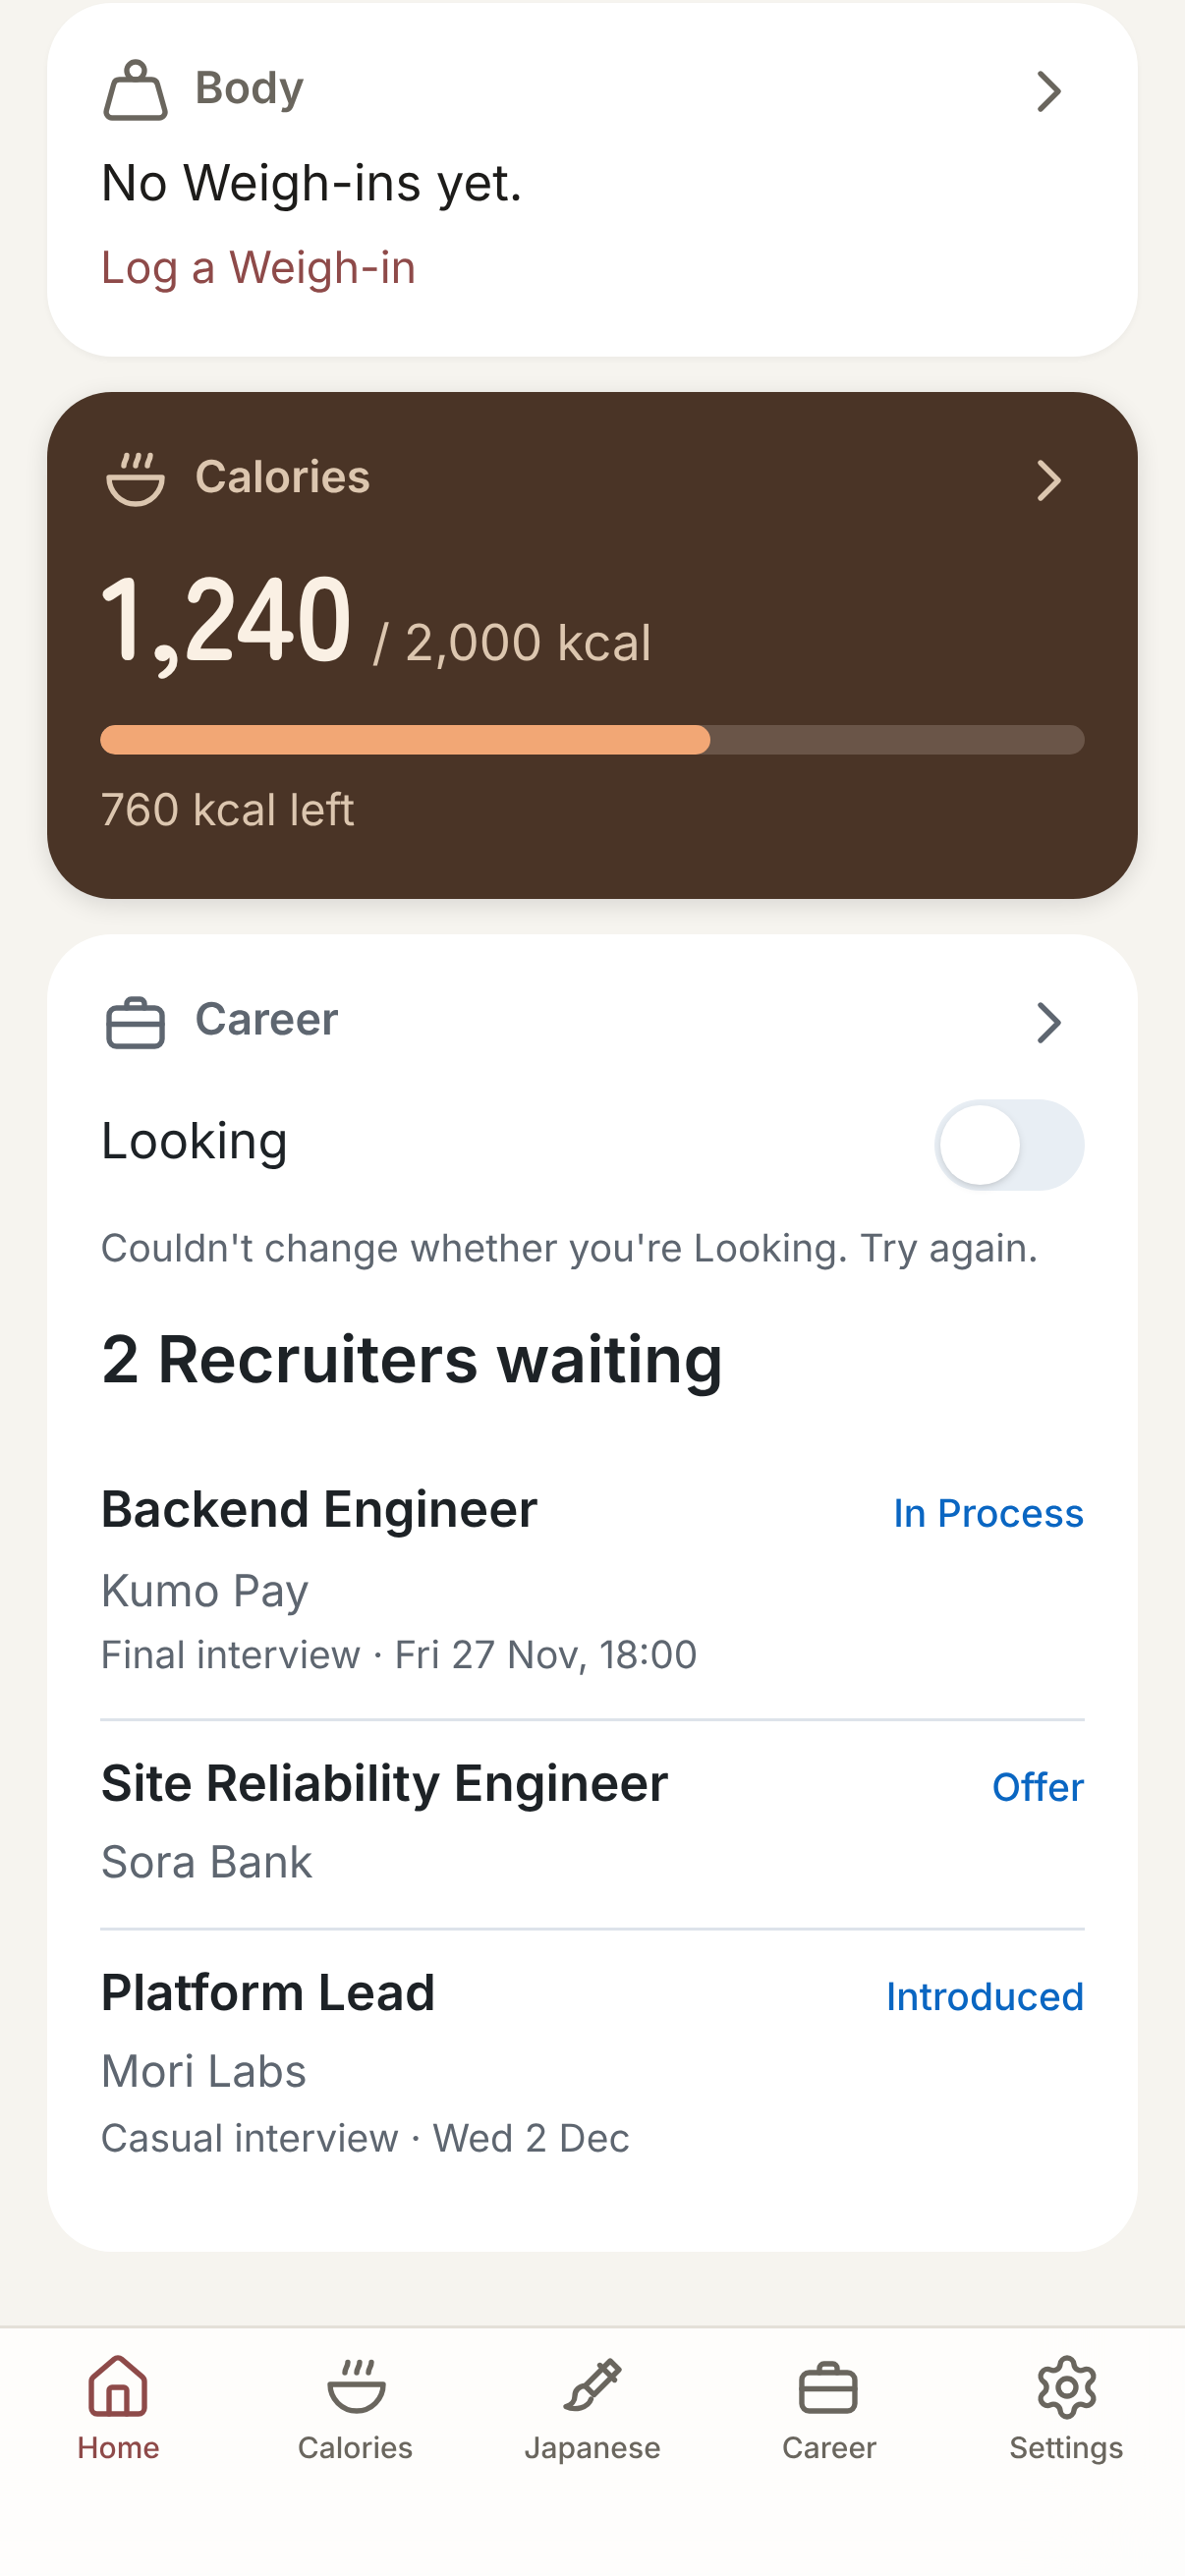 Body
No Weigh-ins yet.
Log a Weigh-in
Calories
1,240 / 2,000 kcal
760 kcal left
Career
Looking
Couldn't change whether you're Looking. Try again.
2 Recruiters waiting
Backend Engineer
In Process
Kumo Pay
Final interview · Fri 27 Nov, 18:00
Site Reliability Engineer
Offer
Sora Bank
Platform Lead
Introduced
Mori Labs
Casual interview · Wed 2 Dec
Home
Calories
Japanese
Career
Settings